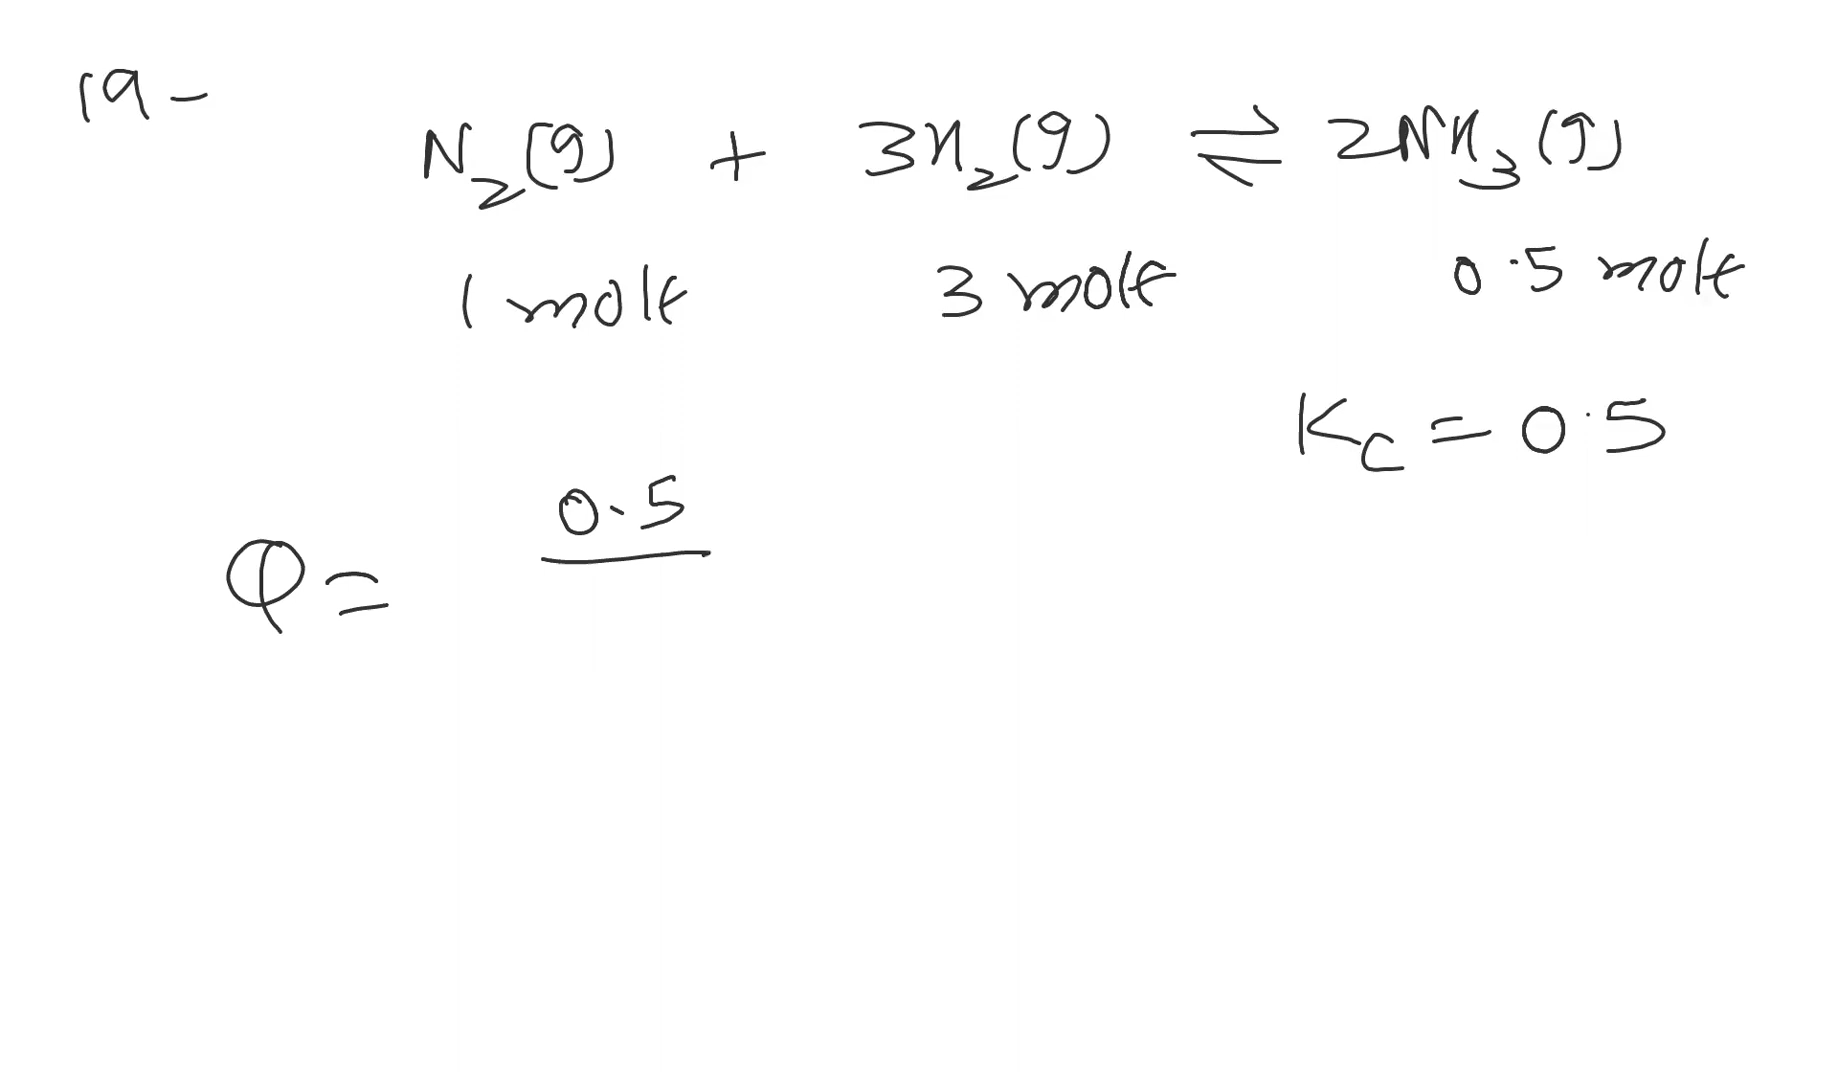 19-
N₂(g) + 3H₂(g) ⇌ 2NH₃(g)
1 mole 3 mole 0.5 mole
Kc = 0.5
0.5
Q =